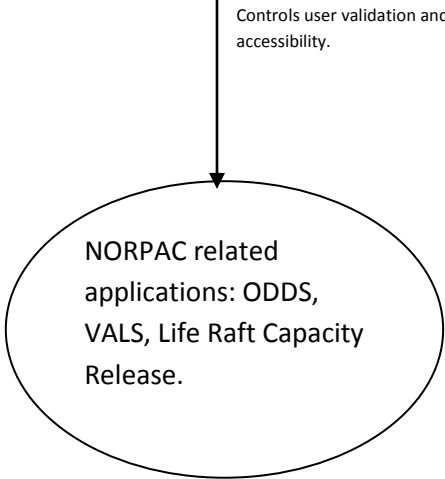 Controls user validation and
accessibility.
NORPAC related
applications: ODDS,
VALS, Life Raft Capacity
Release.